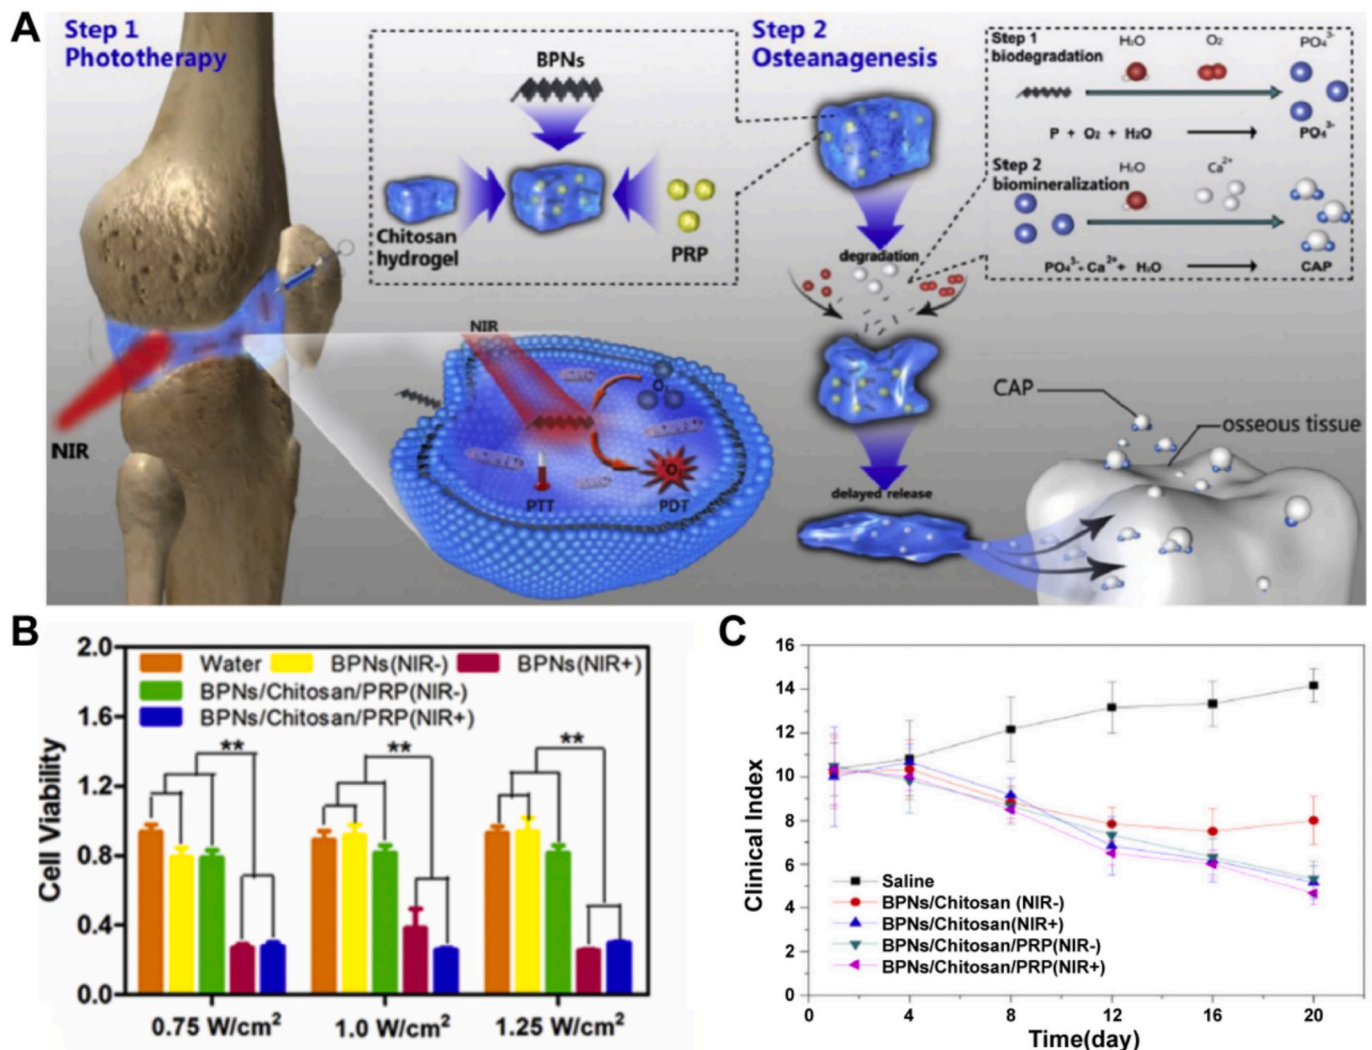 A
Step 1
Phototherapy
NIR
BPNs
Chitosan
hydrogel
PRP
NIR
O
PTT
O
PDT
Step 2
Osteanagenesis
degradation
delayed release
Step 1
biodegradation
H₂O
O₂
PO₄³⁻
P + O₂ + H₂O
PO₄³⁻
Step 2
biomineralization
H₂O
Ca²⁺
PO₄³⁻ Ca²⁺+ H₂O
CAP
CAP
osseous tissue
B
2.0
1.6
1.2
0.8
0.4
0.0
Cell Viability
Water
BPNs(NIR-)
BPNs(NIR+)
BPNs/Chitosan/PRP(NIR-)
BPNs/Chitosan/PRP(NIR+)
**
**
**
0.75 W/cm²
1.0 W/cm²
1.25 W/cm²
C
16
14
12
10
8
6
4
2
0
Clinical Index
Saline
BPNs/Chitosan (NIR-)
BPNs/Chitosan(NIR+)
BPNs/Chitosan/PRP(NIR-)
BPNs/Chitosan/PRP(NIR+)
0
4
8
12
16
20
Time(day)